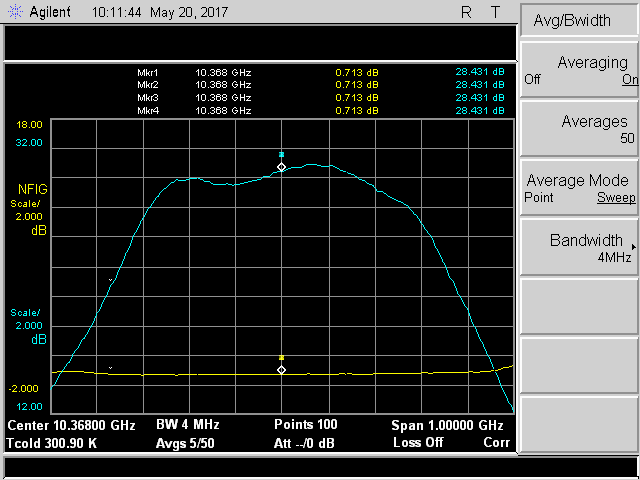 Agilent 10:11:44 May 20, 2017 R T
Avg/Bwidth
Averaging
Off On
Averages
50
Average Mode
Point Sweep
Bandwidth
4MHz
Mkr1 10.368 GHz 0.713 dB 28.431 dB
Mkr2 10.368 GHz 0.713 dB 28.431 dB
Mkr3 10.368 GHz 0.713 dB 28.431 dB
Mkr4 10.368 GHz 0.713 dB 28.431 dB
18.00
32.00
NFIG
Scale/
2.000
dB
Scale/
2.000
dB
-2.000
12.00
Center 10.36800 GHz BW 4 MHz Points 100 Span 1.00000 GHz
Tcold 300.90 K Avgs 5/50 Att --/0 dB Loss Off Corr